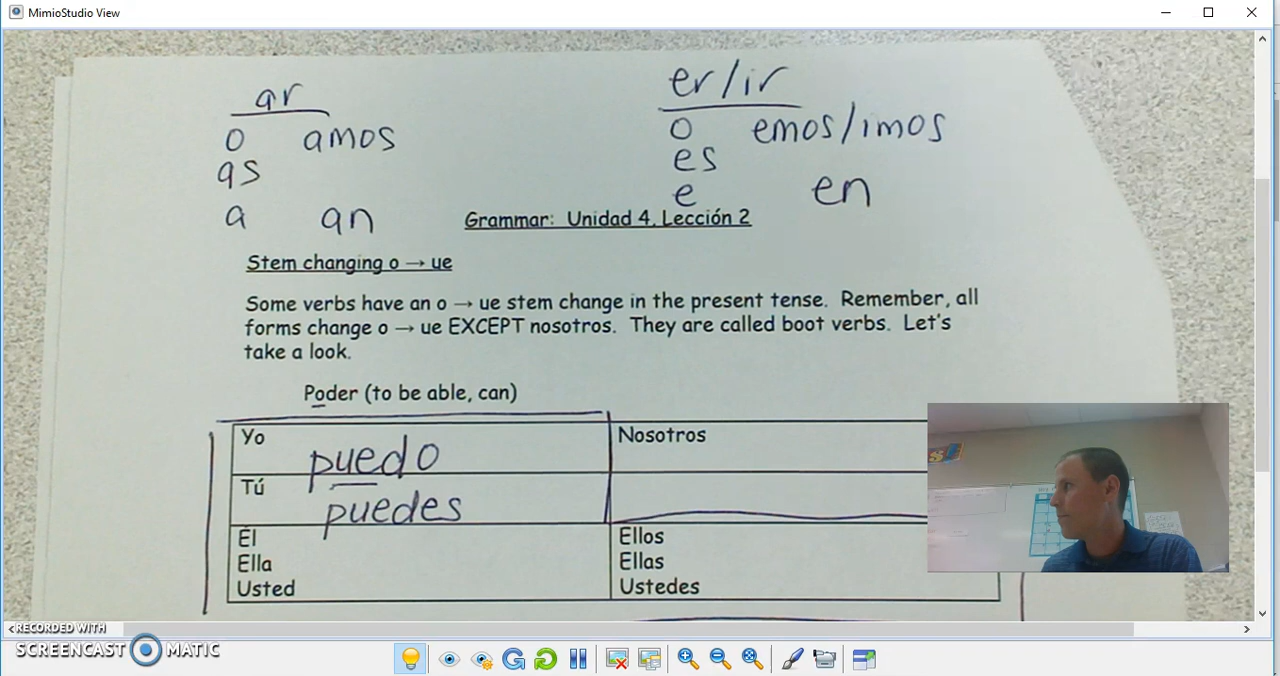 MimioStudio View
ar
er/ir
o amos
o emos/imos
as
es
a an
e en
Grammar: Unidad 4, Lección 2
Stem changing o → ue
Some verbs have an o → ue stem change in the present tense. Remember, all
forms change o → ue EXCEPT nosotros. They are called boot verbs. Let's
take a look.
Poder (to be able, can)
Yo puedo
Nosotros
Tú puedes
Él
Ella
Usted
Ellos
Ellas
Ustedes
RECORDED WITH
SCREENCAST MATIC